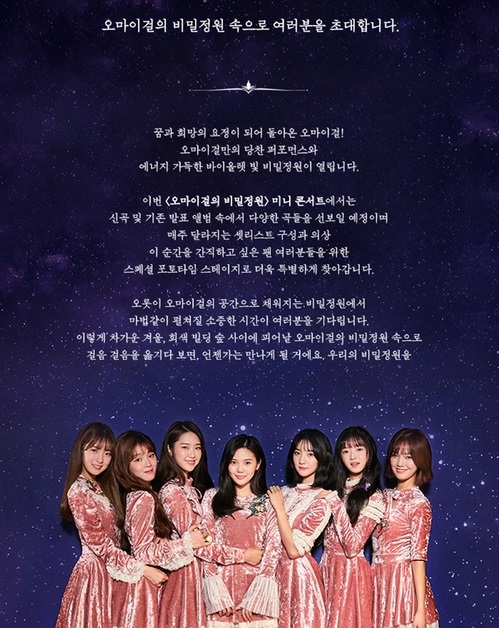 오마이걸의 비밀정원 속으로 여러분을 초대합니다.
꿈과 희망의 요정이 되어 돌아온 오마이걸!
오마이걸만의 당찬 퍼포먼스와
에너지 가득한 바이올렛 빛 비밀정원이 열립니다.
이번 <오마이걸의 비밀정원> 미니 콘서트에서는
신곡 및 기존 발표 앨범 속에서 다양한 곡들을 선보일 예정이며
매주 달라지는 셋리스트 구성과 의상
이 순간을 간직하고 싶은 팬 여러분들을 위한
스페셜 포토타임 스테이지로 더욱 특별하게 찾아갑니다.
오롯이 오마이걸의 공간으로 채워지는 비밀정원에서
마법같이 펼쳐질 소중한 시간이 여러분을 기다립니다.
이렇게 차가운 겨울, 회색 빌딩 숲 사이에 피어날 오마이걸의 비밀정원 속으로
걸음 걸음을 옮기다 보면, 언젠가는 만나게 될 거예요. 우리의 비밀정원을